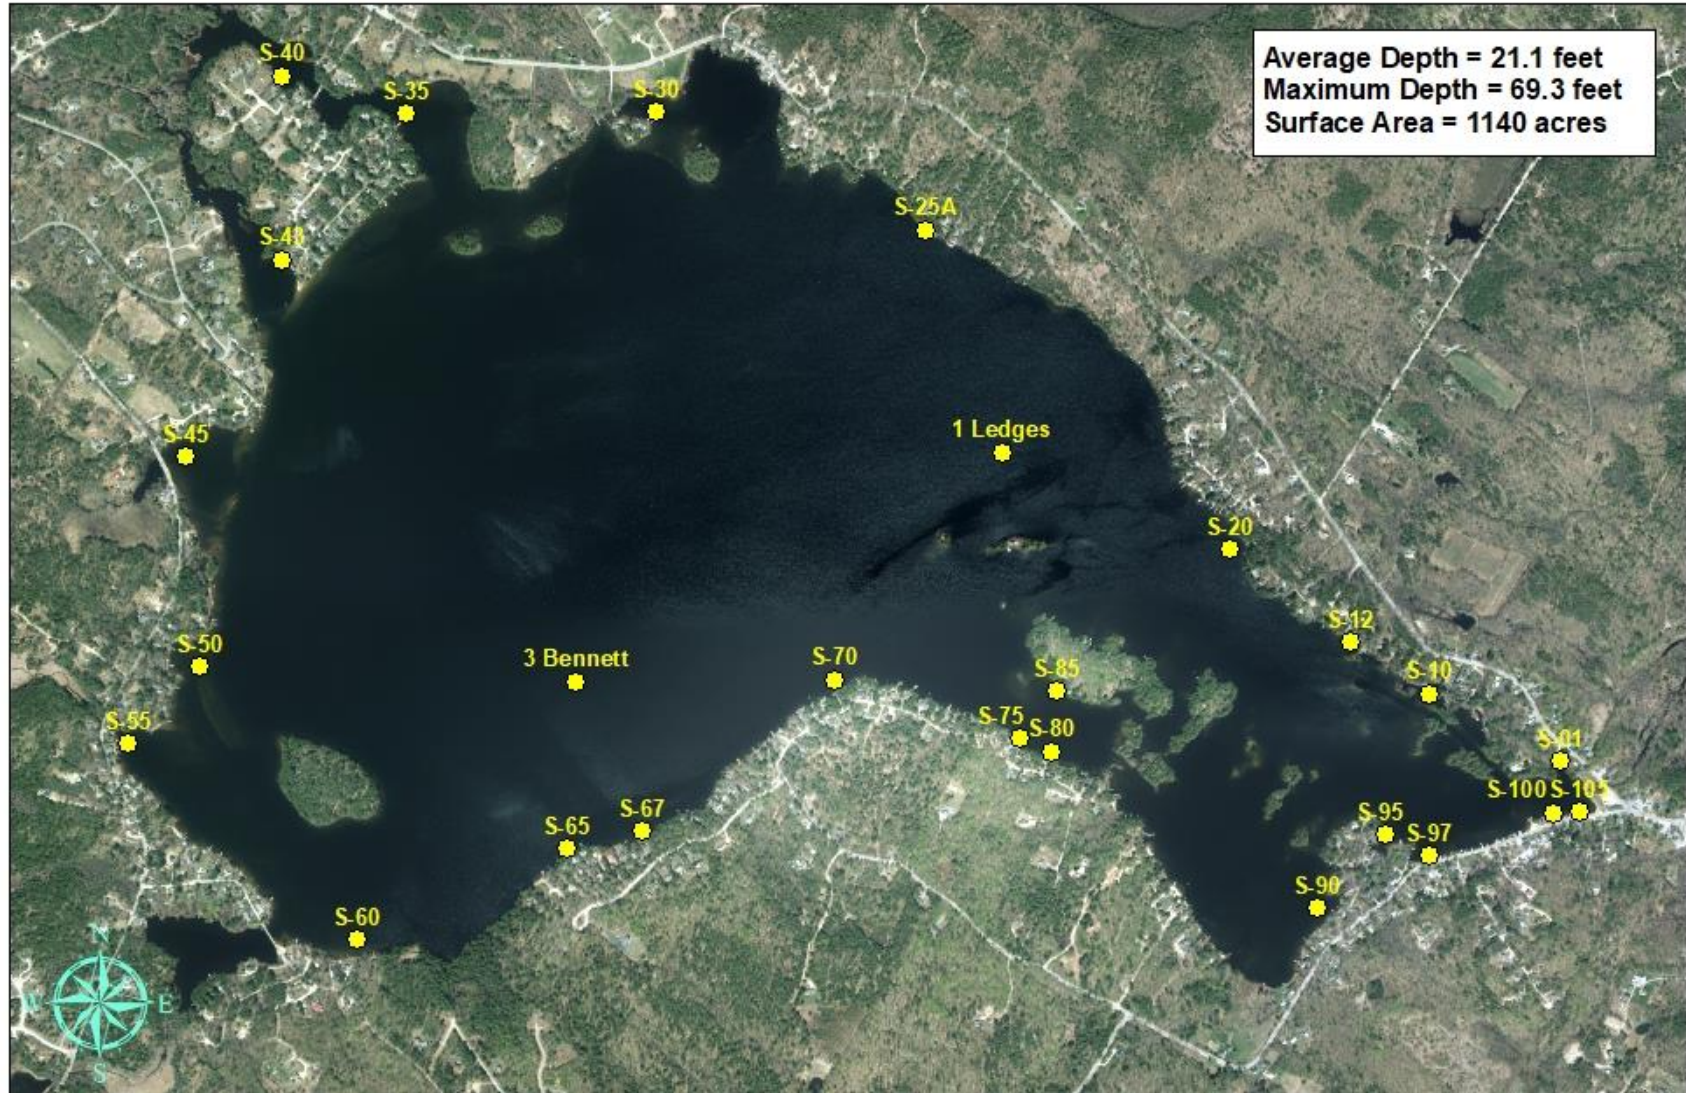 Average Depth = 21.1 feet
Maximum Depth = 69.3 feet
Surface Area = 1140 acres
S-40
S-35
S-30
S-25A
S-43
1 Ledges
S-45
S-20
S-12
S-50
3 Bennett
S-70
S-85
S-10
S-55
S-75
S-80
S-01
S-100
S-105
S-65
S-67
S-95
S-97
S-90
S-60
N
W
E
S